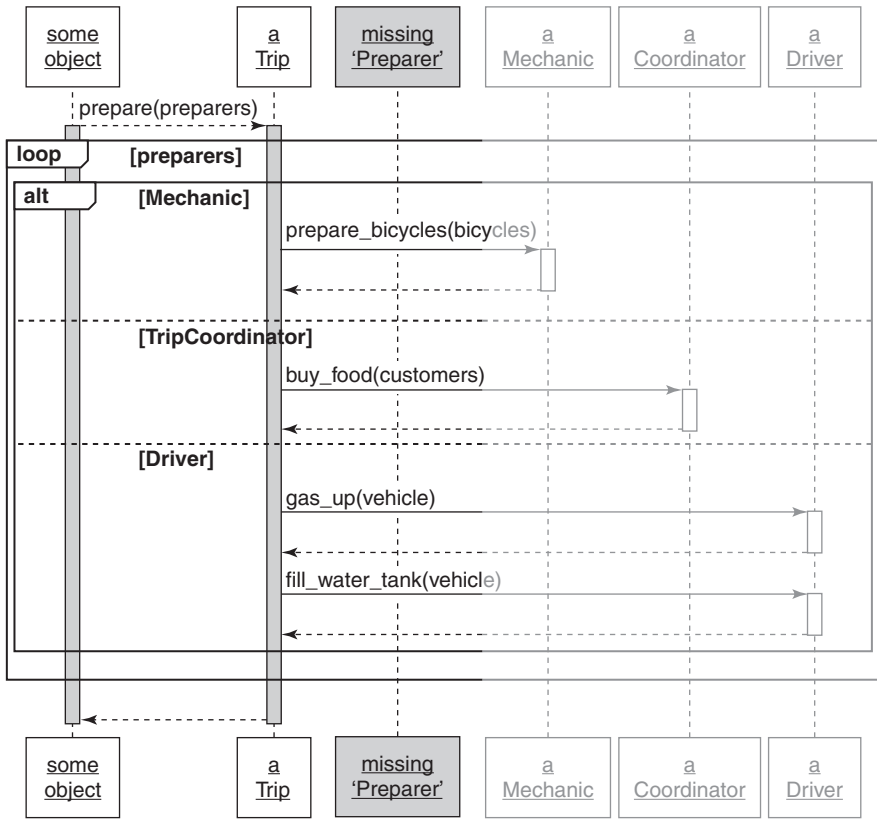 some
object
a
Trip
missing
‘Preparer’
a
Mechanic
a
Coordinator
a
Driver
prepare(preparers)
loop [preparers]
alt [Mechanic]
prepare_bicycles(bicycles)
[TripCoordinator]
buy_food(customers)
[Driver]
gas_up(vehicle)
fill_water_tank(vehicle)
some
object
a
Trip
missing
‘Preparer’
a
Mechanic
a
Coordinator
a
Driver